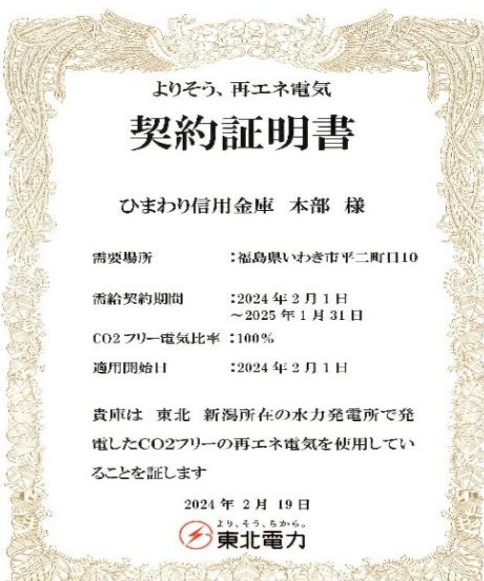 よりそう、再エネ電気
契約証明書
ひまわり信用金庫 本部 様
需要場所 :福島県いわき市平二町目10
需給契約期間 :2024年2月1日
~2025年1月31日
CO2フリー電気比率 :100%
適用開始日 :2024年2月1日
貴庫は 東北 新潟所在の水力発電所で発
電したCO2フリーの再エネ電気を使用してい
ることを証します
2024年2月19日
より、そう、ちから。
東北電力